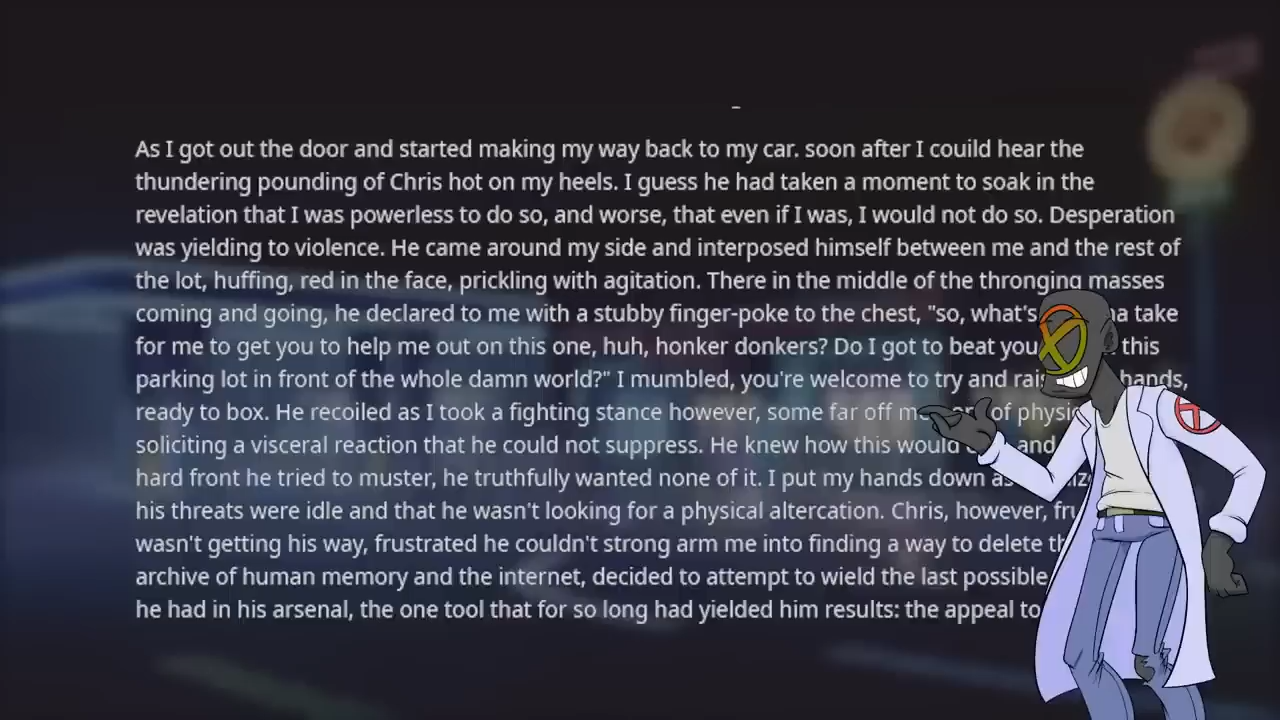 As I got out the door and started making my way back to my car. soon after I couild hear the
thundering pounding of Chris hot on my heels. I guess he had taken a moment to soak in the
revelation that I was powerless to do so, and worse, that even if I was, I would not do so. Desperation
was yielding to violence. He came around my side and interposed himself between me and the rest of
the lot, huffing, red in the face, prickling with agitation. There in the middle of the thronging masses
coming and going, he declared to me with a stubby finger-poke to the chest, "so, what's take
for me to get you to help me out on this one, huh, honker donkers? Do I got to beat you this
parking lot in front of the whole damn world?" I mumbled, you're welcome to try and hands,
ready to box. He recoiled as I took a fighting stance however, some far off of
soliciting a visceral reaction that he could not suppress. He knew how this would and
hard front he tried to muster, he truthfully wanted none of it. I put my hands down
his threats were idle and that he wasn't looking for a physical altercation. Chris, however,
wasn't getting his way, frustrated he couldn't strong arm me into finding a way to delete
archive of human memory and the internet, decided to attempt to wield the last possible
he had in his arsenal, the one tool that for so long had yielded him results: the appeal to